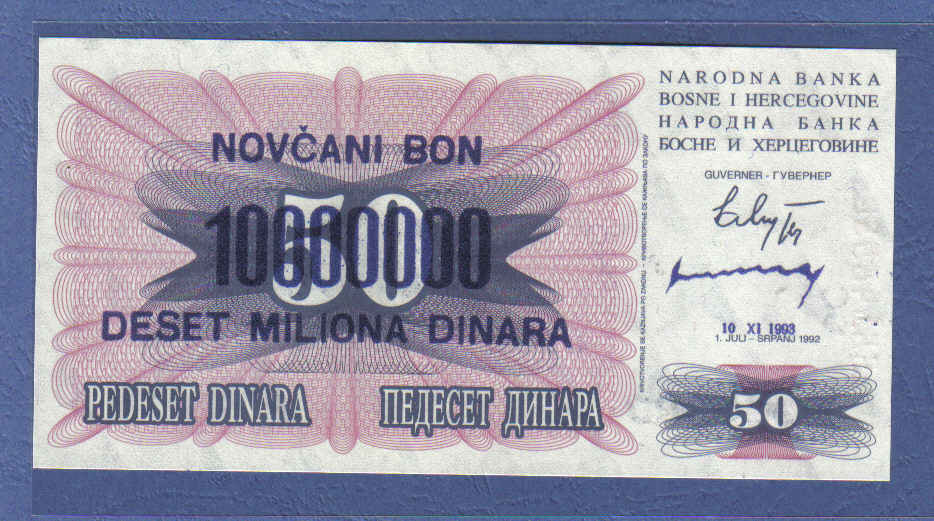 NOVČANI BON
50
10000000
DESET MILIONA DINARA
PEDESET DINARA
ПЕДЕСЕТ ДИНАРА
NARODNA BANKA
BOSNE I HERCEGOVINE
НАРОДНА БАНКА
БОСНЕ И ХЕРЦЕГОВИНЕ
GUVERNER - ГУВЕРНЕР
10 XI 1993
1. JULI – SRPANJ 1992
50